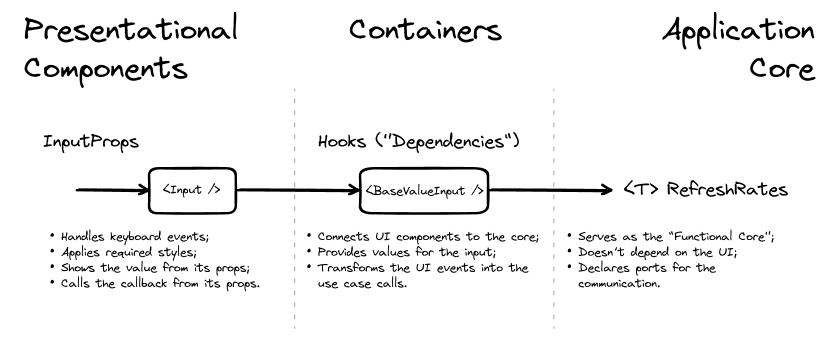 Presentational
Components
Containers
Application
Core
InputProps
Hooks ("Dependencies")
<Input />
<BaseValueInput />
<T> RefreshRates
• Handles keyboard events;
• Applies required styles;
• Shows the value from its props;
• Calls the callback from its props.
• Connects UI components to the core;
• Provides values for the input;
• Transforms the UI events into the
use case calls.
• Serves as the "Functional Core";
• Doesn't depend on the UI;
• Declares ports for the
communication.